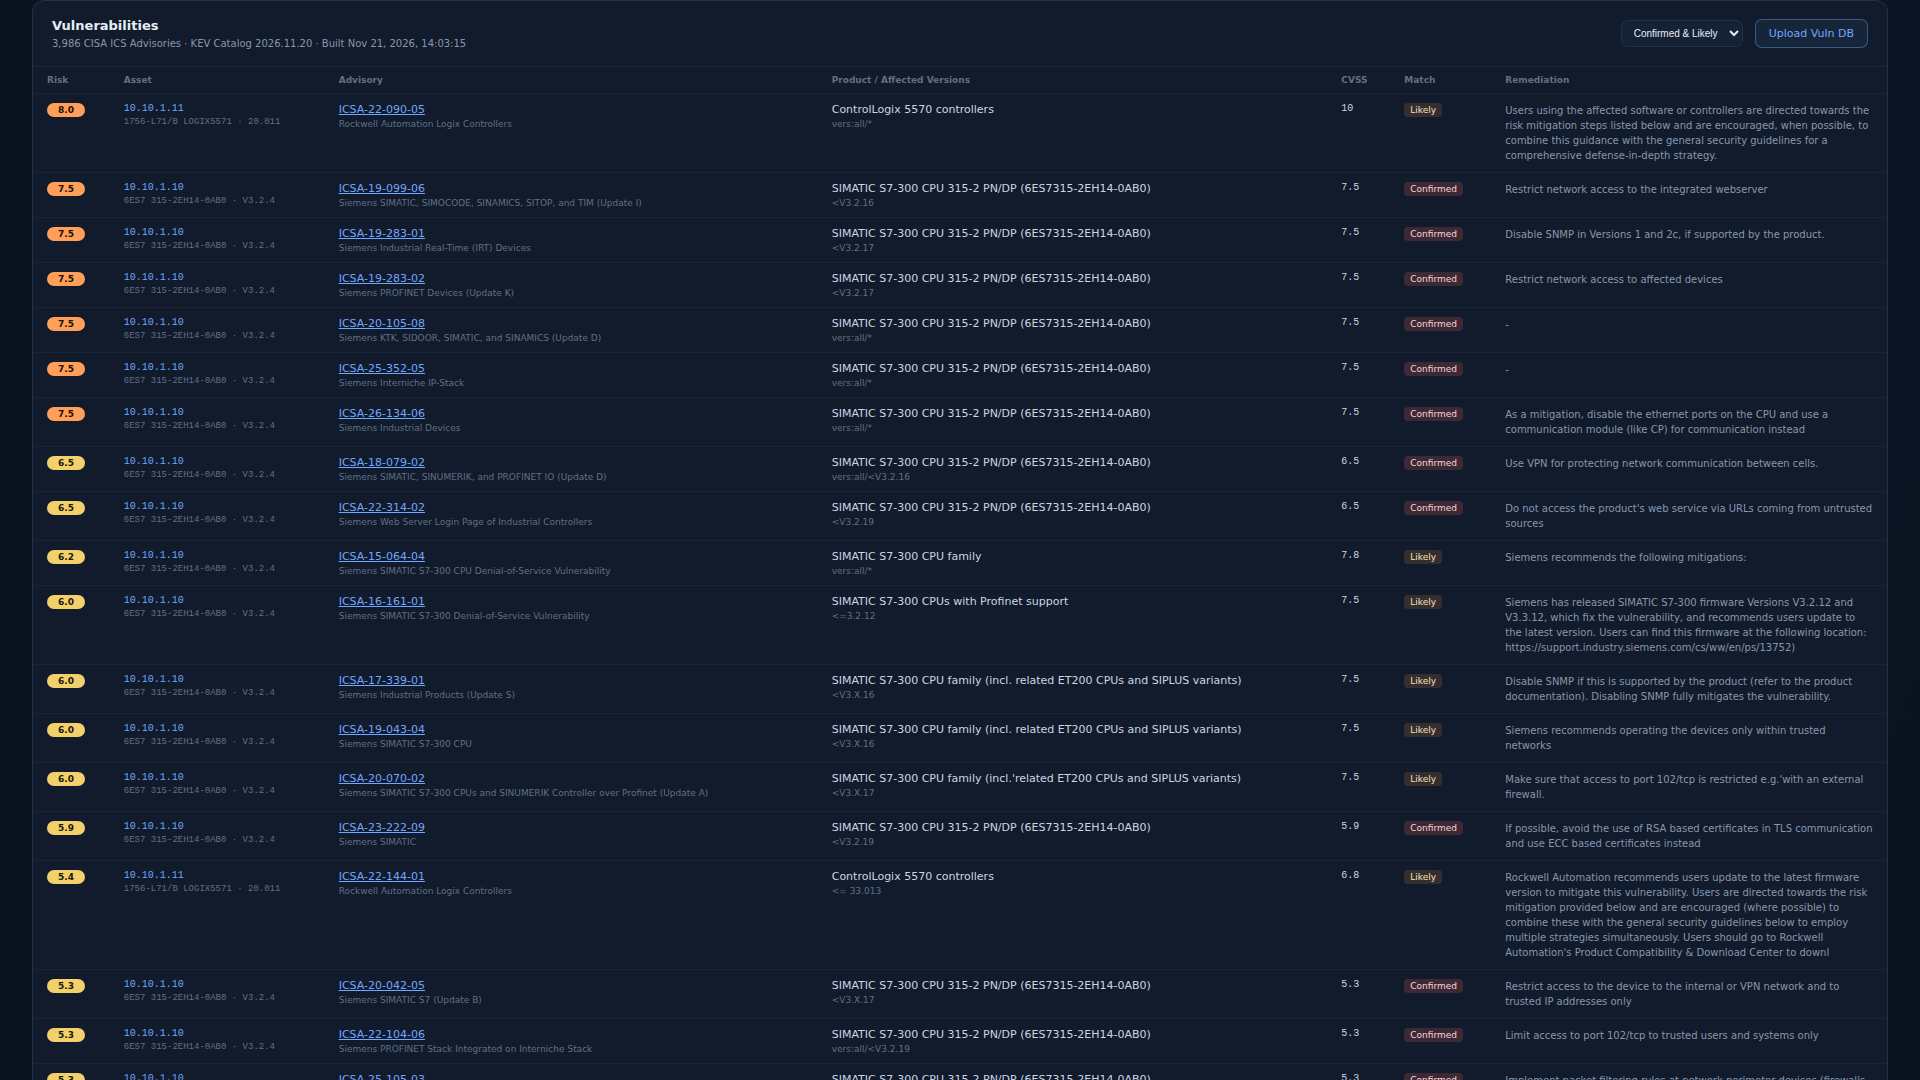 Vulnerabilities
3,986 CISA ICS Advisories · KEV Catalog 2026.11.20 · Built Nov 21, 2026, 14:03:15
Confirmed & Likely
Upload Vuln DB
Risk Asset Advisory Product / Affected Versions CVSS Match Remediation
8.0 10.10.1.11 ICSA-22-090-05 ControlLogix 5570 controllers 10 Likely Users using the affected software or controllers are directed towards the
1756-L71/B LOGIX5571 · 20.011 Rockwell Automation Logix Controllers vers:all/* risk mitigation steps listed below and are encouraged, when possible, to
combine this guidance with the general security guidelines for a
comprehensive defense-in-depth strategy.
7.5 10.10.1.10 ICSA-19-099-06 SIMATIC S7-300 CPU 315-2 PN/DP (6ES7315-2EH14-0AB0) 7.5 Confirmed Restrict network access to the integrated webserver
6ES7 315-2EH14-0AB0 · V3.2.4 Siemens SIMATIC, SIMOCODE, SINAMICS, SITOP, and TIM (Update I) <V3.2.16
7.5 10.10.1.10 ICSA-19-283-01 SIMATIC S7-300 CPU 315-2 PN/DP (6ES7315-2EH14-0AB0) 7.5 Confirmed Disable SNMP in Versions 1 and 2c, if supported by the product.
6ES7 315-2EH14-0AB0 · V3.2.4 Siemens Industrial Real-Time (IRT) Devices <V3.2.17
7.5 10.10.1.10 ICSA-19-283-02 SIMATIC S7-300 CPU 315-2 PN/DP (6ES7315-2EH14-0AB0) 7.5 Confirmed Restrict network access to affected devices
6ES7 315-2EH14-0AB0 · V3.2.4 Siemens PROFINET Devices (Update K) <V3.2.17
7.5 10.10.1.10 ICSA-20-105-08 SIMATIC S7-300 CPU 315-2 PN/DP (6ES7315-2EH14-0AB0) 7.5 Confirmed -
6ES7 315-2EH14-0AB0 · V3.2.4 Siemens KTK, SIDOOR, SIMATIC, and SINAMICS (Update D) vers:all/*
7.5 10.10.1.10 ICSA-25-352-05 SIMATIC S7-300 CPU 315-2 PN/DP (6ES7315-2EH14-0AB0) 7.5 Confirmed -
6ES7 315-2EH14-0AB0 · V3.2.4 Siemens Interniche IP-Stack vers:all/*
7.5 10.10.1.10 ICSA-26-134-06 SIMATIC S7-300 CPU 315-2 PN/DP (6ES7315-2EH14-0AB0) 7.5 Confirmed As a mitigation, disable the ethernet ports on the CPU and use a
6ES7 315-2EH14-0AB0 · V3.2.4 Siemens Industrial Devices vers:all/* communication module (like CP) for communication instead
6.5 10.10.1.10 ICSA-18-079-02 SIMATIC S7-300 CPU 315-2 PN/DP (6ES7315-2EH14-0AB0) 6.5 Confirmed Use VPN for protecting network communication between cells.
6ES7 315-2EH14-0AB0 · V3.2.4 Siemens SIMATIC, SINUMERIK, and PROFINET IO (Update D) vers:all/<V3.2.16
6.5 10.10.1.10 ICSA-22-314-02 SIMATIC S7-300 CPU 315-2 PN/DP (6ES7315-2EH14-0AB0) 6.5 Confirmed Do not access the product's web service via URLs coming from untrusted
6ES7 315-2EH14-0AB0 · V3.2.4 Siemens Web Server Login Page of Industrial Controllers <V3.2.19 sources
6.2 10.10.1.10 ICSA-15-064-04 SIMATIC S7-300 CPU family 7.8 Likely Siemens recommends the following mitigations:
6ES7 315-2EH14-0AB0 · V3.2.4 Siemens SIMATIC S7-300 CPU Denial-of-Service Vulnerability vers:all/*
6.0 10.10.1.10 ICSA-16-161-01 SIMATIC S7-300 CPUs with Profinet support 7.5 Likely Siemens has released SIMATIC S7-300 firmware Versions V3.2.12 and
6ES7 315-2EH14-0AB0 · V3.2.4 Siemens SIMATIC S7-300 Denial-of-Service Vulnerability <=3.2.12 V3.3.12, which fix the vulnerability, and recommends users update to
the latest version. Users can find this firmware at the following location:
https://support.industry.siemens.com/cs/ww/en/ps/13752)
6.0 10.10.1.10 ICSA-17-339-01 SIMATIC S7-300 CPU family (incl. related ET200 CPUs and SIPLUS variants) 7.5 Likely Disable SNMP if this is supported by the product (refer to the product
6ES7 315-2EH14-0AB0 · V3.2.4 Siemens Industrial Products (Update S) <V3.X.16 documentation). Disabling SNMP fully mitigates the vulnerability.
6.0 10.10.1.10 ICSA-19-043-04 SIMATIC S7-300 CPU family (incl. related ET200 CPUs and SIPLUS variants) 7.5 Likely Siemens recommends operating the devices only within trusted
6ES7 315-2EH14-0AB0 · V3.2.4 Siemens SIMATIC S7-300 CPU <V3.X.16 networks
6.0 10.10.1.10 ICSA-20-070-02 SIMATIC S7-300 CPU family (incl.'related ET200 CPUs and SIPLUS variants) 7.5 Likely Make sure that access to port 102/tcp is restricted e.g.'with an external
6ES7 315-2EH14-0AB0 · V3.2.4 Siemens SIMATIC S7-300 CPUs and SINUMERIK Controller over Profinet (Update A) <V3.X.17 firewall.
5.9 10.10.1.10 ICSA-23-222-09 SIMATIC S7-300 CPU 315-2 PN/DP (6ES7315-2EH14-0AB0) 5.9 Confirmed If possible, avoid the use of RSA based certificates in TLS communication
6ES7 315-2EH14-0AB0 · V3.2.4 Siemens SIMATIC <V3.2.19 and use ECC based certificates instead
5.4 10.10.1.11 ICSA-22-144-01 ControlLogix 5570 controllers 6.8 Likely Rockwell Automation recommends users update to the latest firmware
1756-L71/B LOGIX5571 · 20.011 Rockwell Automation Logix Controllers <= 33.013 version to mitigate this vulnerability. Users are directed towards the risk
mitigation provided below and are encouraged (where possible) to
combine these with the general security guidelines below to employ
multiple strategies simultaneously. Users should go to Rockwell
Automation's Product Compatibility & Download Center to downl
5.3 10.10.1.10 ICSA-20-042-05 SIMATIC S7-300 CPU 315-2 PN/DP (6ES7315-2EH14-0AB0) 5.3 Confirmed Restrict access to the device to the internal or VPN network and to
6ES7 315-2EH14-0AB0 · V3.2.4 Siemens SIMATIC S7 (Update B) <V3.X.17 trusted IP addresses only
5.3 10.10.1.10 ICSA-22-104-06 SIMATIC S7-300 CPU 315-2 PN/DP (6ES7315-2EH14-0AB0) 5.3 Confirmed Limit access to port 102/tcp to trusted users and systems only
6ES7 315-2EH14-0AB0 · V3.2.4 Siemens PROFINET Stack Integrated on Interniche Stack vers:all/<V3.2.19
5.3 10.10.1.10 ICSA-25-105-03 SIMATIC S7-300 CPU 315-2 PN/DP (6ES7315-2EH14-0AB0) 5.3 Confirmed Implement packet filtering rules at network perimeter devices (firewalls,